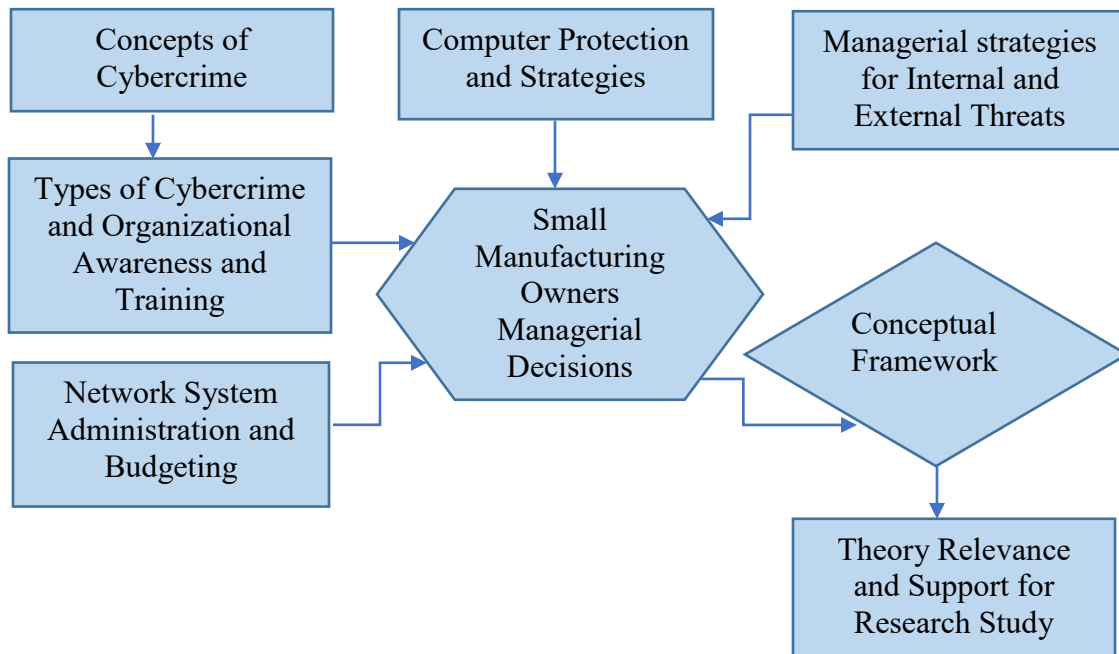 Concepts of
Cybercrime
Computer Protection
and Strategies
Managerial strategies
for Internal and
External Threats
Types of Cybercrime
and Organizational
Awareness and
Training
Small
Manufacturing
Owners
Managerial
Decisions
Conceptual
Framework
Network System
Administration and
Budgeting
Theory Relevance
and Support for
Research Study